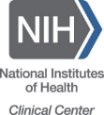 NIH
National Institutes
of Health
Clinical Center